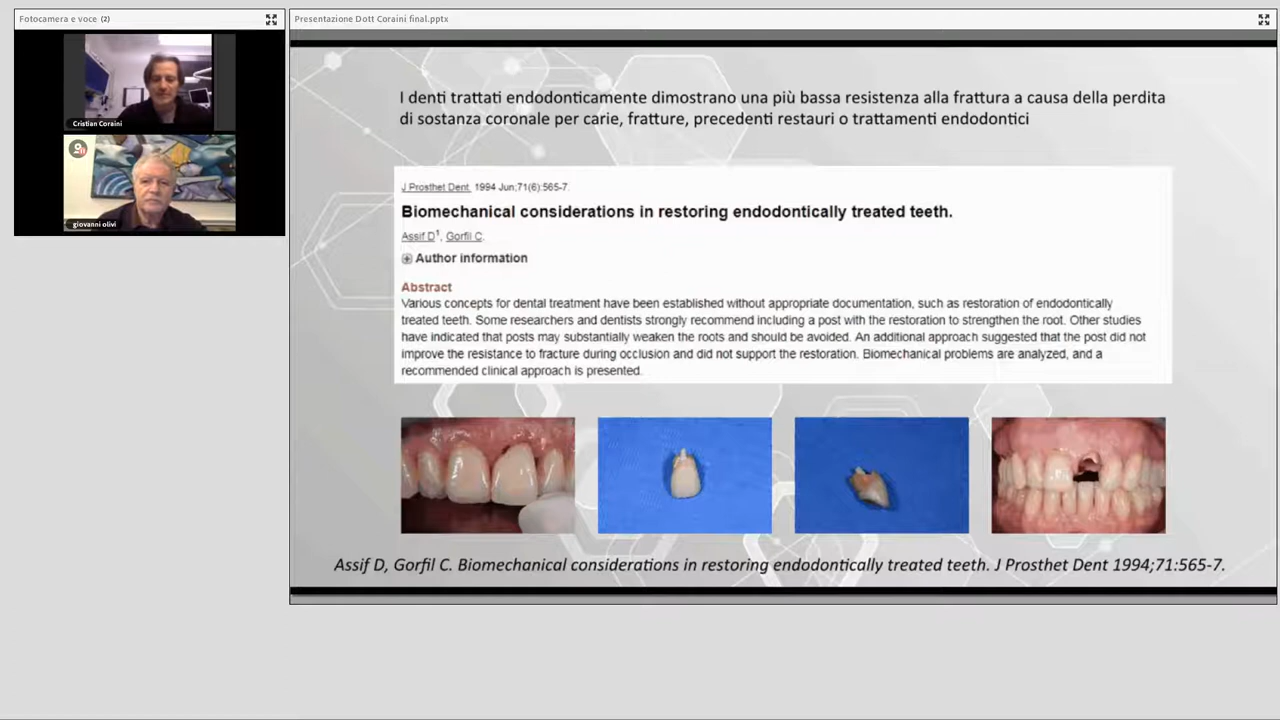 Fotocamera e voce (2)
Cristian Coraini
giovanni olivi
Presentazione Dott Coraini final.pptx
I denti trattati endodonticamente dimostrano una più bassa resistenza alla frattura a causa della perdita
di sostanza coronale per carie, fratture, precedenti restauri o trattamenti endodontici
J Prosthet Dent. 1994 Jun;71(6):565-7.
Biomechanical considerations in restoring endodontically treated teeth.
Assif D1, Gorfil C.
Author information
Abstract
Various concepts for dental treatment have been established without appropriate documentation, such as restoration of endodontically
treated teeth. Some researchers and dentists strongly recommend including a post with the restoration to strengthen the root. Other studies
have indicated that posts may substantially weaken the roots and should be avoided. An additional approach suggested that the post did not
improve the resistance to fracture during occlusion and did not support the restoration. Biomechanical problems are analyzed, and a
recommended clinical approach is presented.
Assif D, Gorfil C. Biomechanical considerations in restoring endodontically treated teeth. J Prosthet Dent 1994;71:565-7.